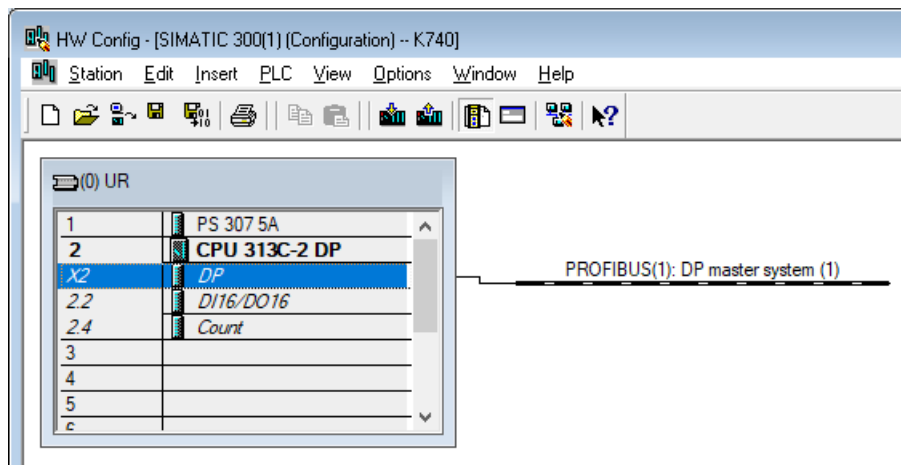 HW Config - [SIMATIC 300(1) (Configuration) -- K740]
Station Edit Insert PLC View Options Window Help
(0) UR
1 PS 307 5A
2 CPU 313C-2 DP
X2 DP
2.2 DI16/DO16
2.4 Count
3
4
5
PROFIBUS(1): DP master system (1)